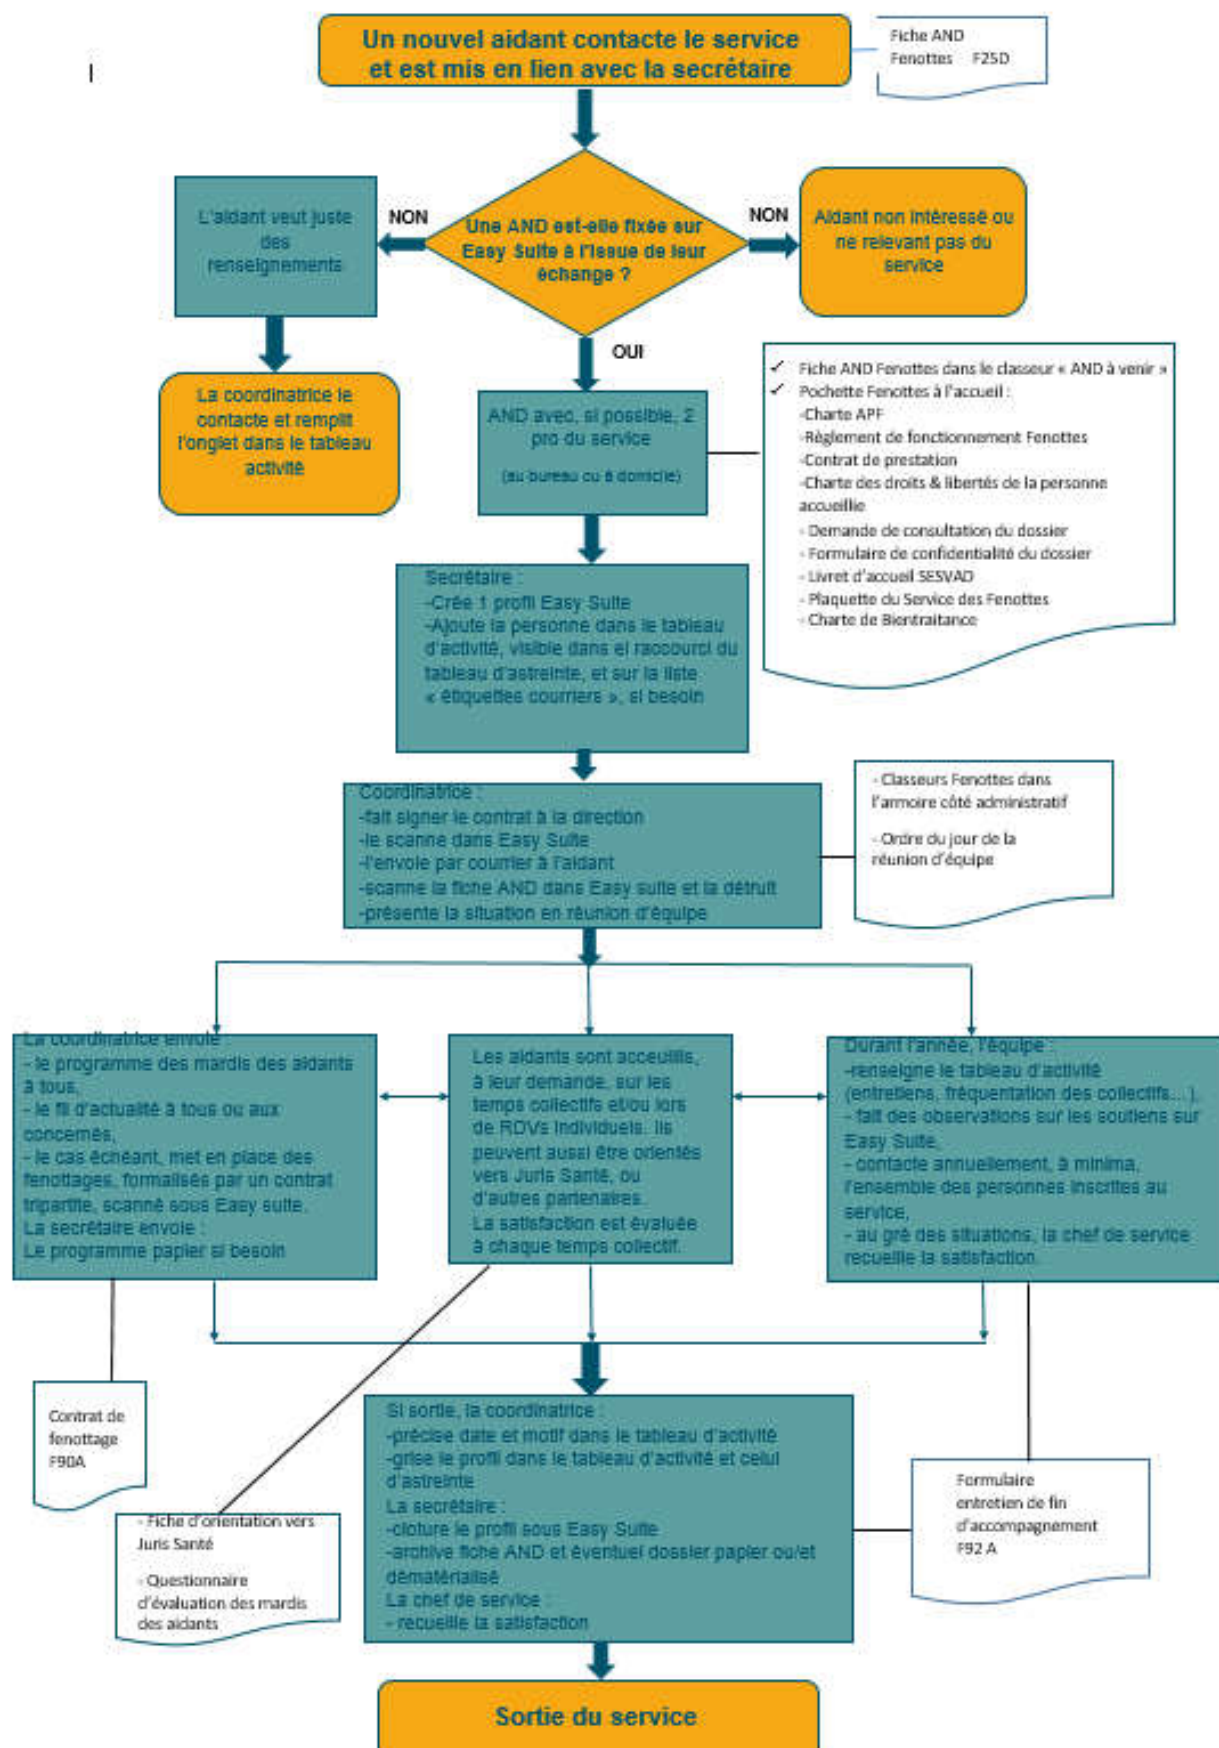 Un nouvel aidant contacte le service
et est mis en lien avec la secrétaire
Fiche AND
Fenottes F25D
L'aidant veut juste
des
renseignements
NON
Une AND est-elle fixée sur
Easy Suite à l'issue de leur
échange ?
NON
Aidant non intéressé ou
ne relevant pas du
service
OUI
La coordinatrice le
contacte et remplit
l'onglet dans le tableau
activité
AND avec, si possible, 2
pro du service
(au bureau ou à domicile)
✓ Fiche AND Fenottes dans le classeur « AND à venir »
✓ Pochette Fenottes à l'accueil :
-Charte APF
-Règlement de fonctionnement Fenottes
-Contrat de prestation
-Charte des droits & libertés de la personne
accueillie
- Demande de consultation du dossier
- Formulaire de confidentialité du dossier
- Livret d'accueil SESVAD
- Plaquette du Service des Fenottes
- Charte de Bientraitance
Secrétaire :
-Crée 1 profil Easy Suite
-Ajoute la personne dans le tableau
d'activité, visible dans el raccourci du
tableau d'astreinte, et sur la liste
« étiquettes courriers », si besoin
Coordinatrice :
-fait signer le contrat à la direction
-le scanne dans Easy Suite
-l'envoie par courrier à l'aidant
-scanne la fiche AND dans Easy suite et la détruit
-présente la situation en réunion d'équipe
- Classeurs Fenottes dans
l'armoire côté administratif
- Ordre du jour de la
réunion d'équipe
La coordinatrice envoie :
- le programme des mardis des aidants
à tous,
- le fil d'actualité à tous ou aux
concernés,
- le cas échéant, met en place des
fenottages, formalisés par un contrat
tripartite, scanné sous Easy suite.
La secrétaire envoie :
Le programme papier si besoin
Les aidants sont acceuillis,
à leur demande, sur les
temps collectifs et/ou lors
de RDVs individuels. Ils
peuvent aussi être orientés
vers Juris Santé, ou
d'autres partenaires.
La satisfaction est évaluée
à chaque temps collectif.
Durant l'année, l'équipe :
-renseigne le tableau d'activité
(entretiens, fréquentation des collectifs...),
- fait des observations sur les soutiens sur
Easy Suite,
- contacte annuellement, à minima,
l'ensemble des personnes inscrites au
service,
- au gré des situations, la chef de service
recueille la satisfaction.
Contrat de
fenottage
F90A
- Fiche d'orientation vers
Juris Santé
- Questionnaire
d'évaluation des mardis
des aidants
Si sortie, la coordinatrice :
-précise date et motif dans le tableau d'activité
-grise le profil dans le tableau d'activité et celui
d'astreinte
La secrétaire :
-cloture le profil sous Easy Suite
-archive fiche AND et éventuel dossier papier ou/et
dématérialisé
La chef de service :
- recueille la satisfaction
Formulaire
entretien de fin
d'accompagnement
F92 A
Sortie du service